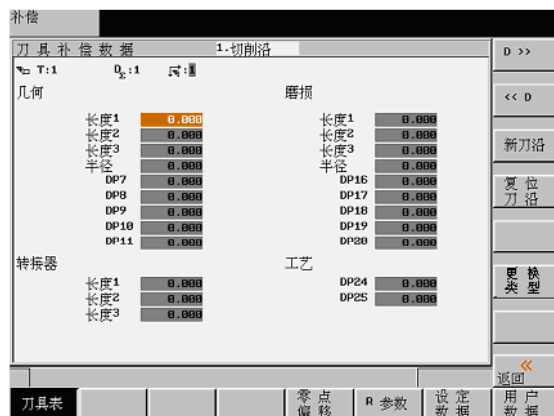 补偿
刀具补偿数据 1.切削沿
T:1 D Σ:1 :1
几何 磨损
长度1 0.000 长度1 0.000
长度2 0.000 长度2 0.000
长度3 0.000 长度3 0.000
半径 0.000 半径 0.000
DP7 0.000 DP16 0.000
DP8 0.000 DP17 0.000
DP9 0.000 DP18 0.000
DP10 0.000 DP19 0.000
DP11 0.000 DP20 0.000
转接器 工艺
长度1 0.000 DP24 0.000
长度2 0.000 DP25 0.000
长度3 0.000
D >>
<< D
新刀沿
复位
刀沿
更换
类型
«
返回
刀具表 零点偏移 R 参数 设定数据 用户数据